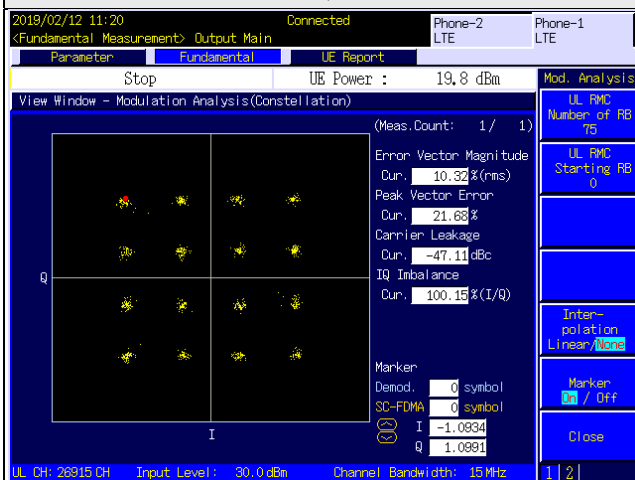 2019/02/12 11:20 Connected Phone-2 Phone-1
<Fundamental Measurement> Output Main LTE LTE
Parameter Fundamental UE Report
Stop UE Power : 19.8 dBm Mod. Analysis
View Window - Modulation Analysis(Constellation)
UL RMC
Number of RB
75
(Meas.Count: 1/ 1)
Error Vector Magnitude
Cur. 10.32 %(rms)
Peak Vector Error
Cur. 21.68 %
Carrier Leakage
Cur. -47.11 dBc
IQ Imbalance
Cur. 100.15 %(I/Q)
UL RMC
Starting RB
0
Q
I
Marker
Demod. 0 symbol
SC-FDMA 0 symbol
I -1.0934
Q 1.0991
Inter-
polation
Linear/None
Marker
On / Off
Close
UL CH: 26915 CH Input Level: 30.0 dBm Channel Bandwidth: 15 MHz 1 2